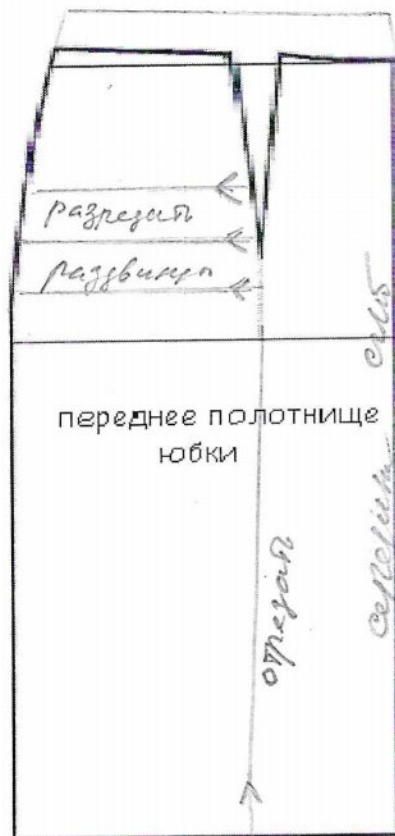 разрезать
раздвинуть
переднее полотнище
юбки
отрезать
середина сгиб